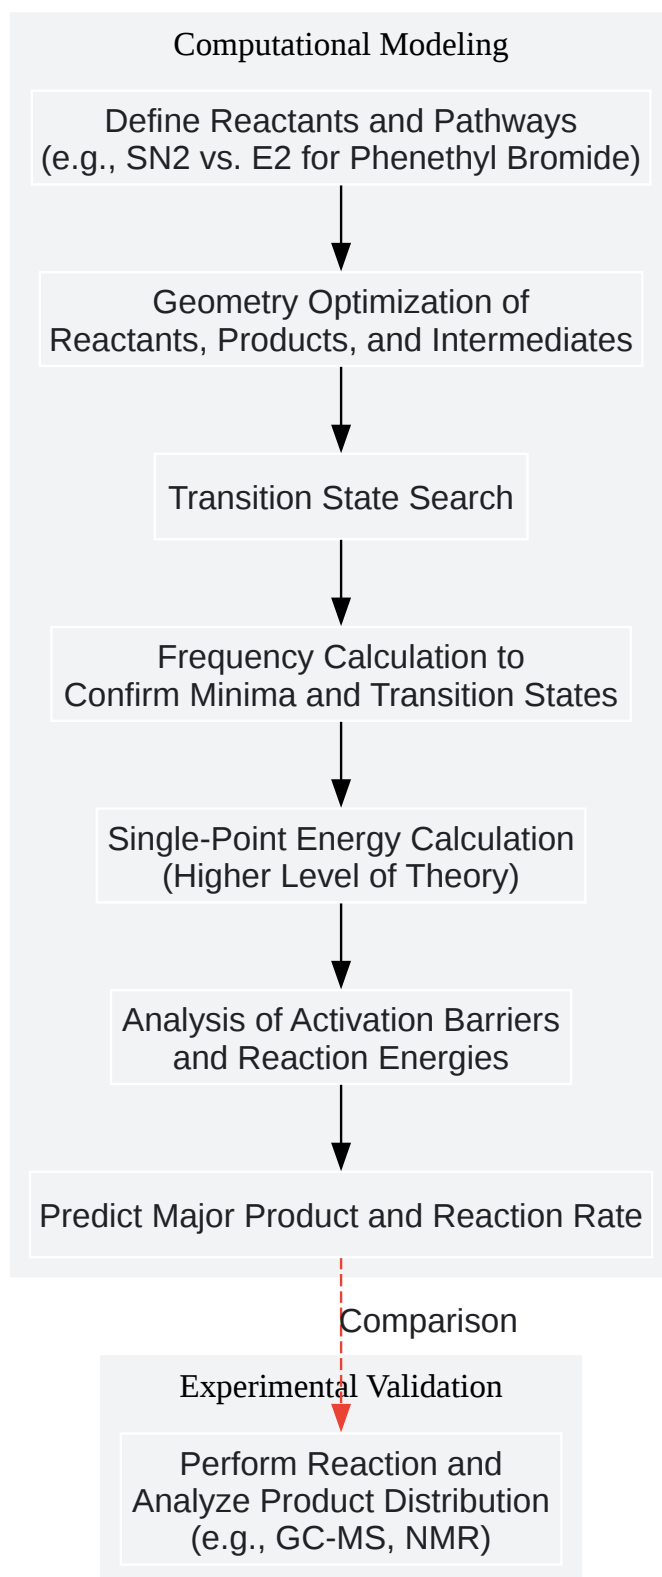 Computational Modeling
Define Reactants and Pathways
(e.g., SN2 vs. E2 for Phenethyl Bromide)
Geometry Optimization of
Reactants, Products, and Intermediates
Transition State Search
Frequency Calculation to
Confirm Minima and Transition States
Single-Point Energy Calculation
(Higher Level of Theory)
Analysis of Activation Barriers
and Reaction Energies
Predict Major Product and Reaction Rate
Comparison
Experimental Validation
Perform Reaction and
Analyze Product Distribution
(e.g., GC-MS, NMR)